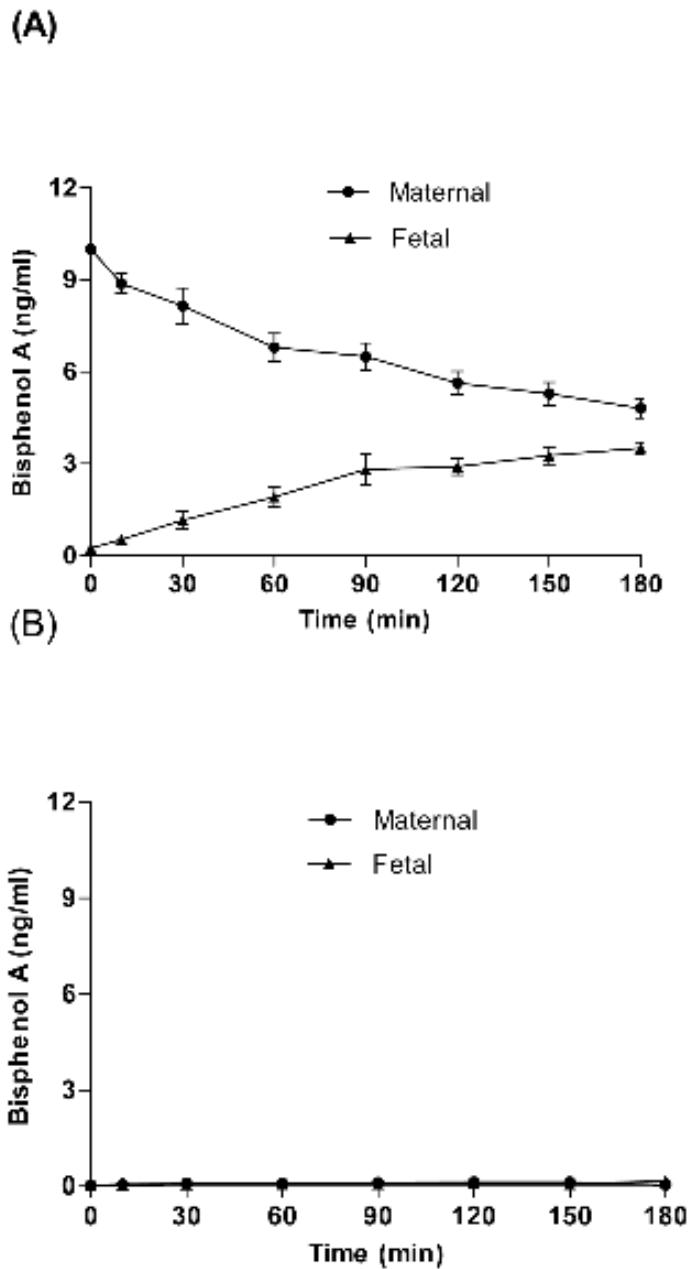 (A)
12
Maternal
Fetal
9
6
3
0
Bisphenol A (ng/ml)
0 30 60 90 120 150 180
Time (min)
(B)
12
Maternal
Fetal
9
6
3
0
Bisphenol A (ng/ml)
0 30 60 90 120 150 180
Time (min)